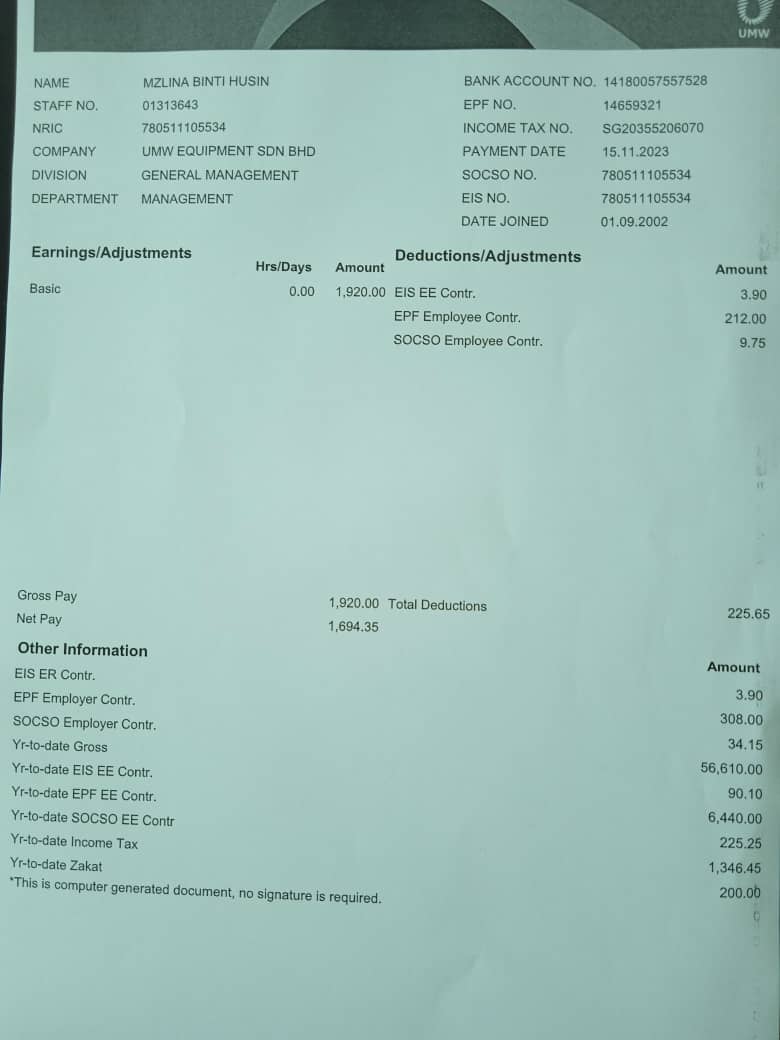 UMW
NAME MZLINA BINTI HUSIN BANK ACCOUNT NO. 14180057557528
STAFF NO. 01313643 EPF NO. 14659321
NRIC 780511105534 INCOME TAX NO. SG20355206070
COMPANY UMW EQUIPMENT SDN BHD PAYMENT DATE 15.11.2023
DIVISION GENERAL MANAGEMENT SOCSO NO. 780511105534
DEPARTMENT MANAGEMENT EIS NO. 780511105534
DATE JOINED 01.09.2002
Earnings/Adjustments Deductions/Adjustments
Hrs/Days Amount Amount
Basic 0.00 1,920.00 EIS EE Contr. 3.90
EPF Employee Contr. 212.00
SOCSO Employee Contr. 9.75
Gross Pay 1,920.00 Total Deductions 225.65
Net Pay 1,694.35
Other Information Amount
EIS ER Contr. 3.90
EPF Employer Contr. 308.00
SOCSO Employer Contr. 34.15
Yr-to-date Gross 56,610.00
Yr-to-date EIS EE Contr. 90.10
Yr-to-date EPF EE Contr. 6,440.00
Yr-to-date SOCSO EE Contr 225.25
Yr-to-date Income Tax 1,346.45
Yr-to-date Zakat 200.00
*This is computer generated document, no signature is required.